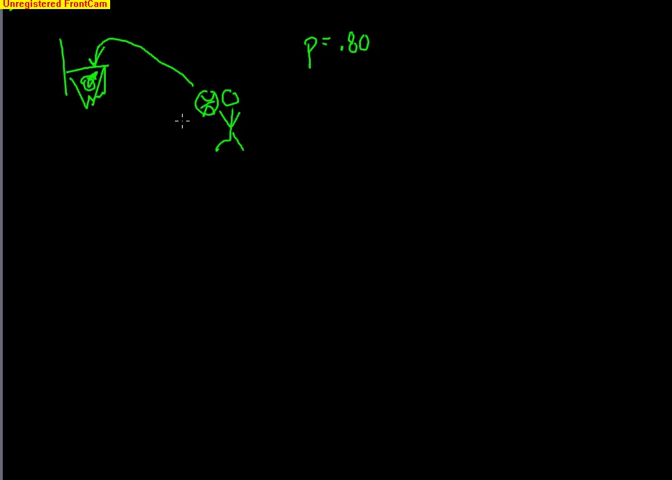 Unregistered FrontCam
p = .80